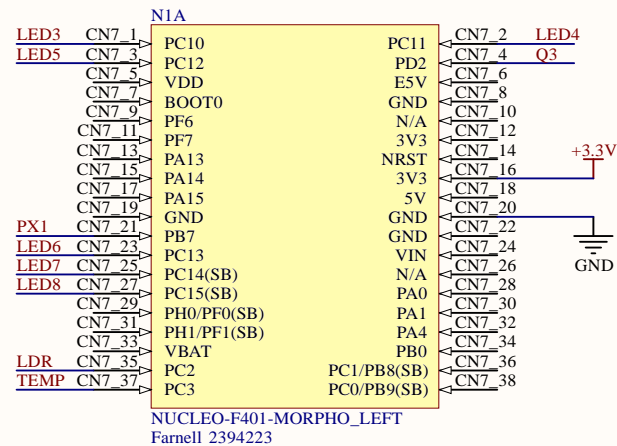 N1A
LED3 CN7_1 PC10 PC11 CN7_2 LED4
LED5 CN7_3 PC12 PD2 CN7_4 Q3
CN7_5 VDD E5V CN7_6
CN7_7 BOOT0 GND CN7_8
CN7_9 PF6 N/A CN7_10
CN7_11 PF7 3V3 CN7_12
CN7_13 PA13 NRST CN7_14 +3.3V
CN7_15 PA14 3V3 CN7_16
CN7_17 PA15 5V CN7_18
CN7_19 GND GND CN7_20
PX1 CN7_21 PB7 GND CN7_22
LED6 CN7_23 PC13 VIN CN7_24
LED7 CN7_25 PC14(SB) N/A CN7_26 GND
LED8 CN7_27 PC15(SB) PA0 CN7_28
CN7_29 PH0/PF0(SB) PA1 CN7_30
CN7_31 PH1/PF1(SB) PA4 CN7_32
CN7_33 VBAT PB0 CN7_34
LDR CN7_35 PC2 PC1/PB8(SB) CN7_36
TEMP CN7_37 PC3 PC0/PB9(SB) CN7_38
NUCLEO-F401-MORPHO_LEFT
Farnell 2394223